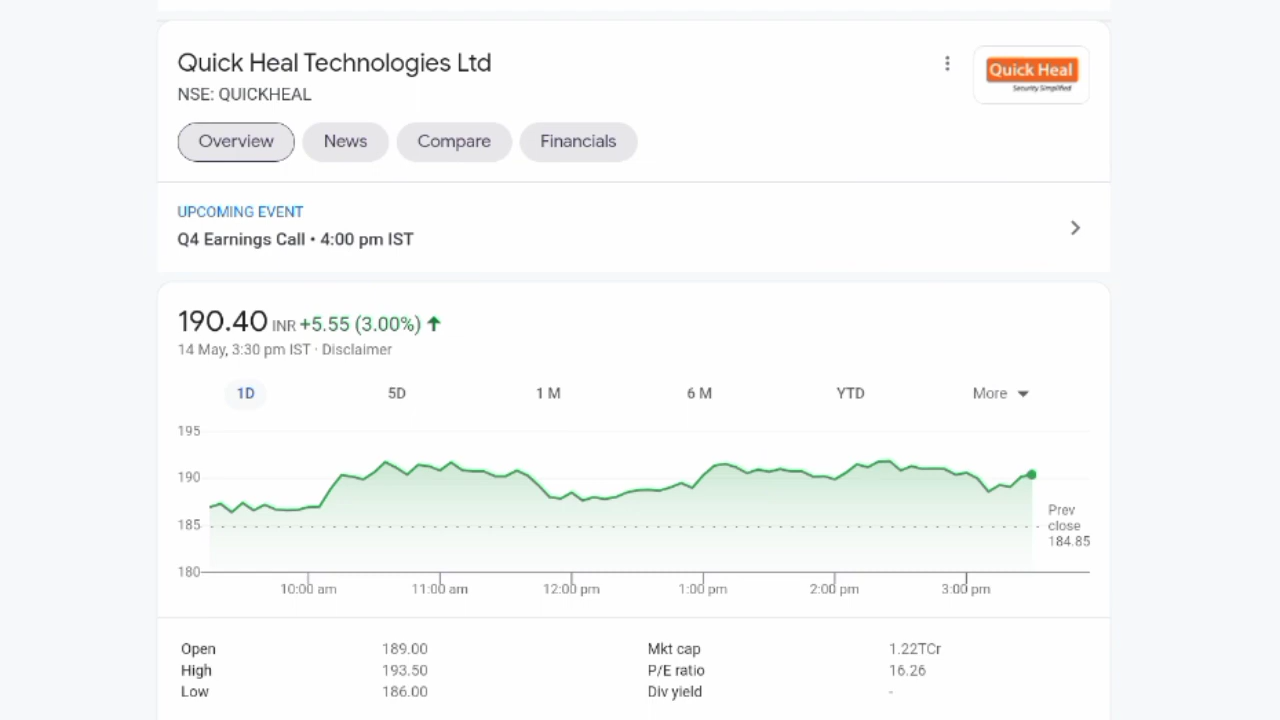 Quick Heal Technologies Ltd
NSE: QUICKHEAL
Quick Heal
Security Simplified
Overview News Compare Financials
UPCOMING EVENT
Q4 Earnings Call • 4:00 pm IST
190.40 INR +5.55 (3.00%) ↑
14 May, 3:30 pm IST · Disclaimer
1D 5D 1 M 6 M YTD More
195
190
185
180
Prev
close
184.85
10:00 am 11:00 am 12:00 pm 1:00 pm 2:00 pm 3:00 pm
Open 189.00 Mkt cap 1.22TCr
High 193.50 P/E ratio 16.26
Low 186.00 Div yield -